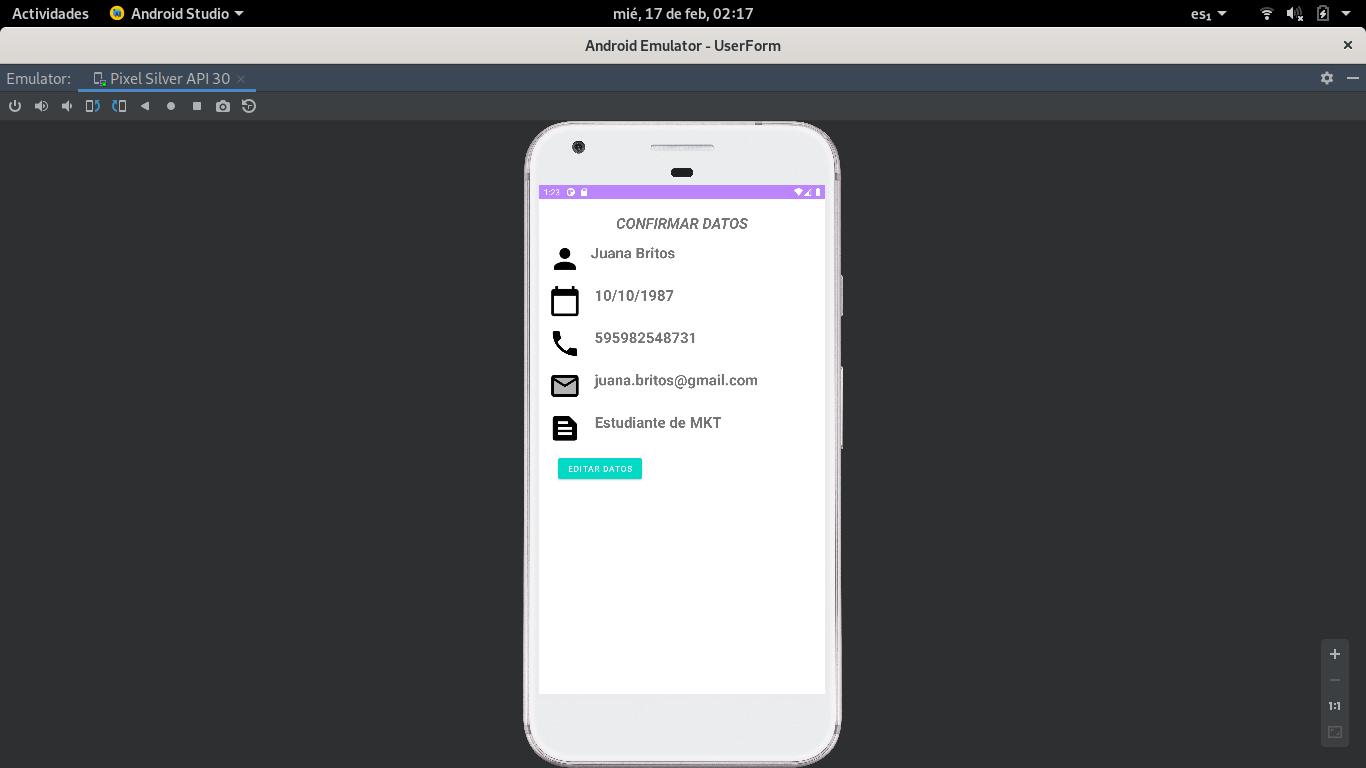 Actividades
Android Studio
mié, 17 de feb, 02:17
es₁
Android Emulator - UserForm
Emulator:
Pixel Silver API 30
1:23
CONFIRMAR DATOS
Juana Britos
10/10/1987
595982548731
juana.britos@gmail.com
Estudiante de MKT
EDITAR DATOS
1:1